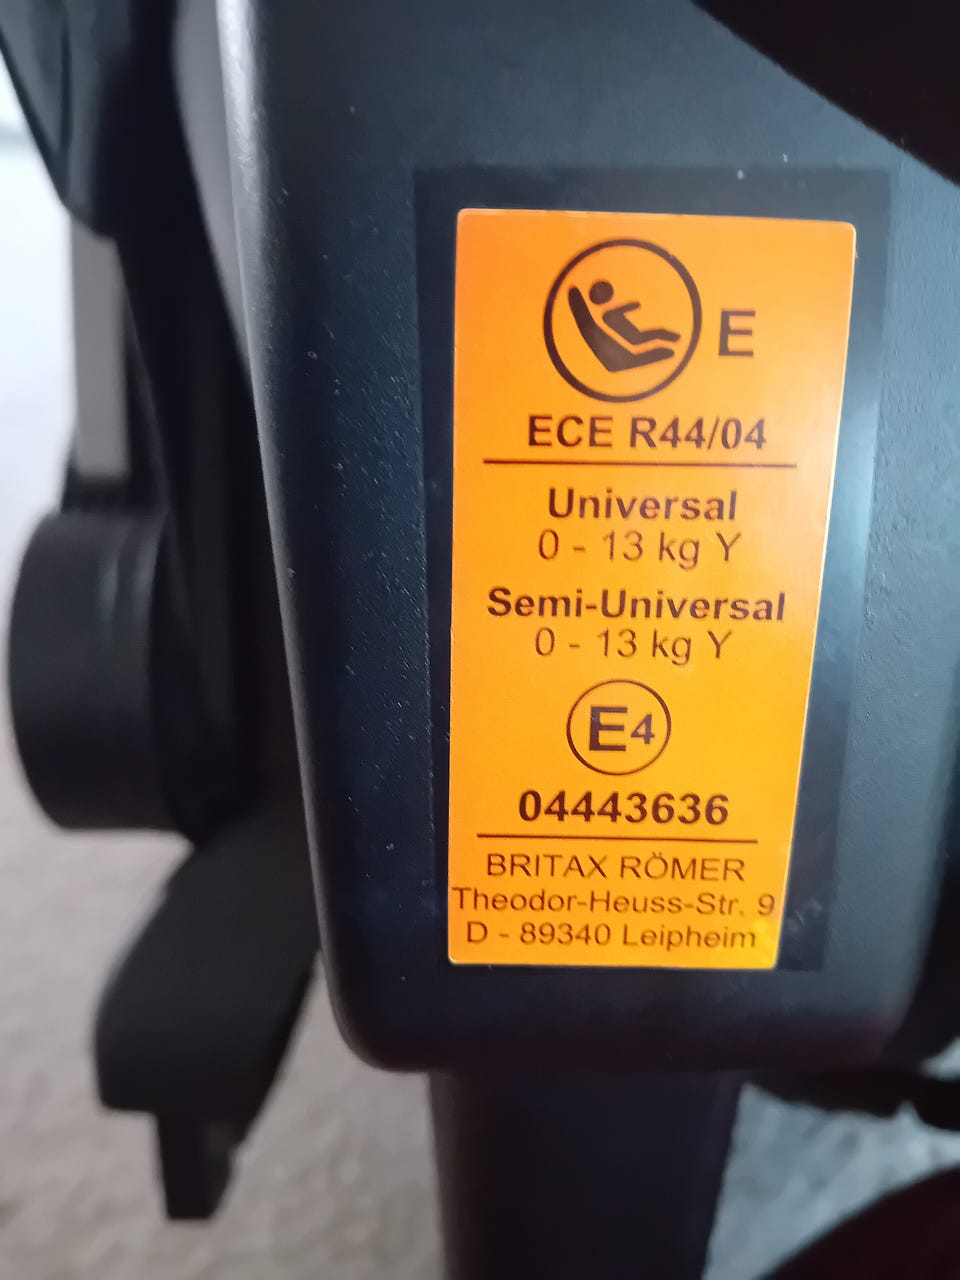 E
ECE R44/04
Universal
0 - 13 kg Y
Semi-Universal
0 - 13 kg Y
E4
04443636
BRITAX RÖMER
Theodor-Heuss-Str. 9
D - 89340 Leipheim